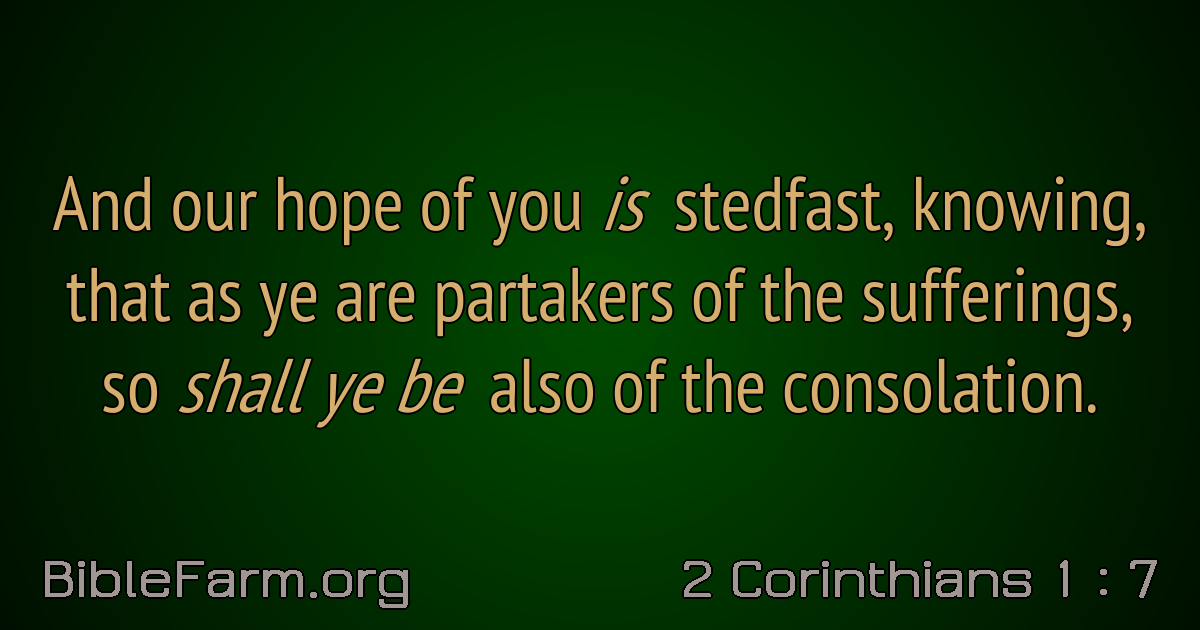 And our hope of you is stedfast, knowing,
that as ye are partakers of the sufferings,
so shall ye be also of the consolation.
BibleFarm.org
2 Corinthians 1 : 7